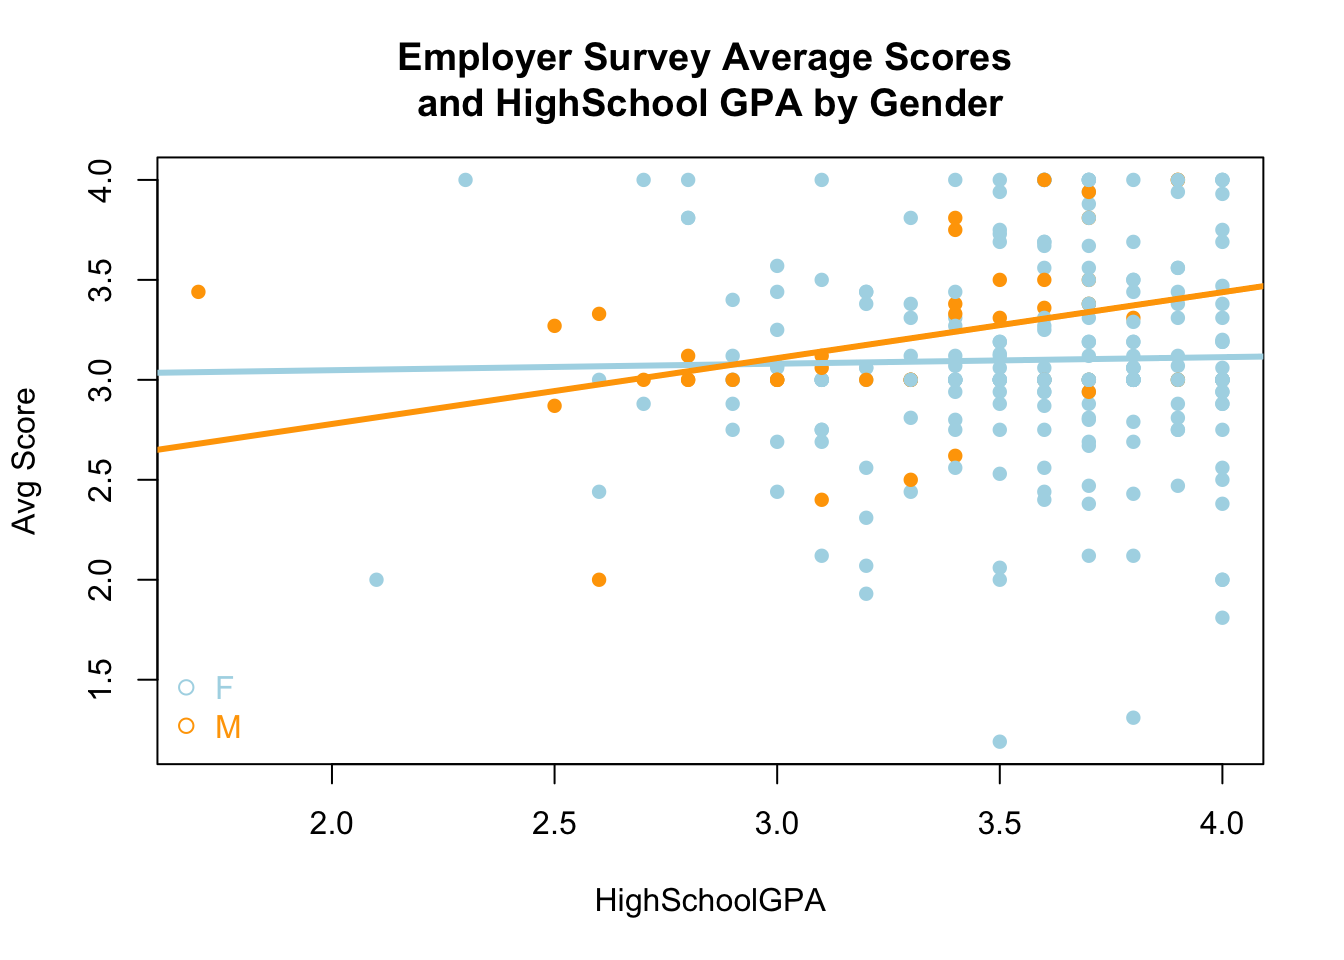 Employer Survey Average Scores
and HighSchool GPA by Gender
Avg Score
4.0
3.5
3.0
2.5
2.0
1.5
F
M
2.0 2.5 3.0 3.5 4.0
HighSchoolGPA